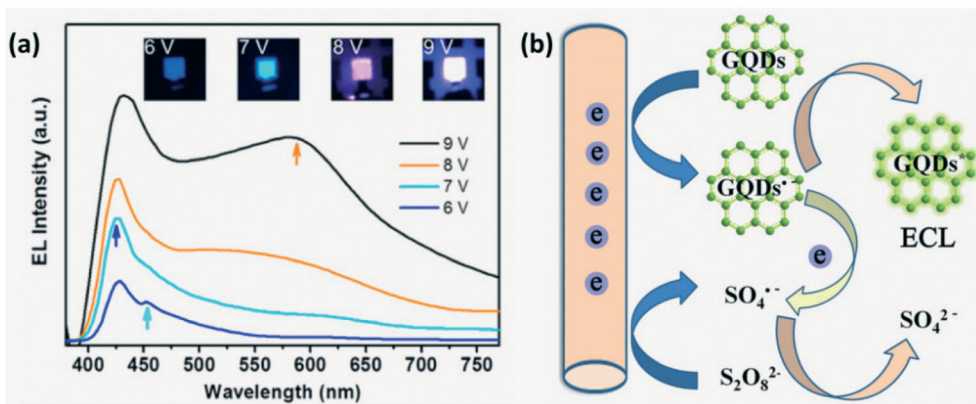 (a)
6 V
7 V
8 V
9 V
9 V
8 V
7 V
6 V
EL Intensity (a.u.)
400 450 500 550 600 650 700 750
Wavelength (nm)
(b)
GQDs
e
e
e
e
e
GQDs•-
GQDs*
ECL
e
SO4•-
SO42-
S2O82-